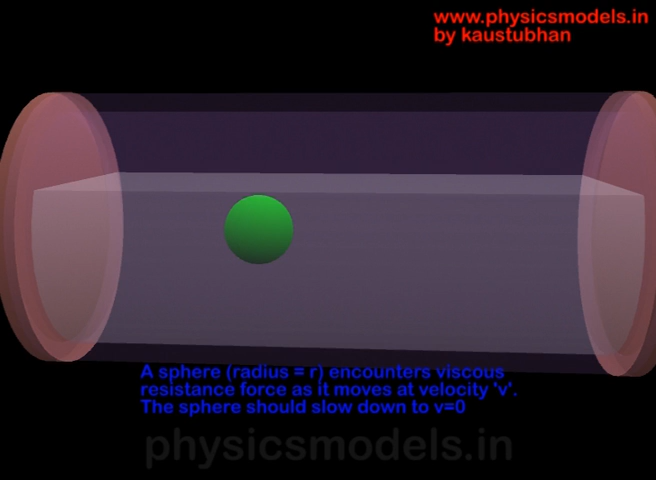 www.physicsmodels.in
by kaustubhan
A sphere (radius = r) encounters viscous
resistance force as it moves at velocity 'v'.
The sphere should slow down to v=0
physicsmodels.in